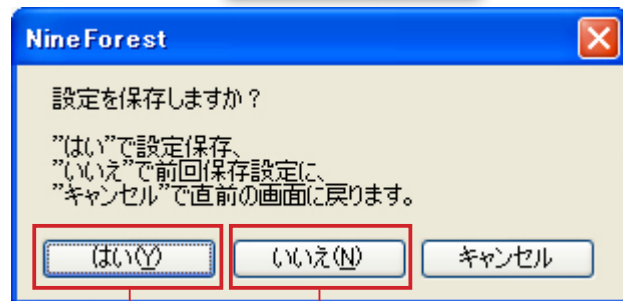 NineForest
設定を保存しますか？
”はい”で設定保存、
”いいえ”で前回保存設定に、
”キャンセル”で直前の画面に戻ります。
はい(Y)
いいえ(N)
キャンセル